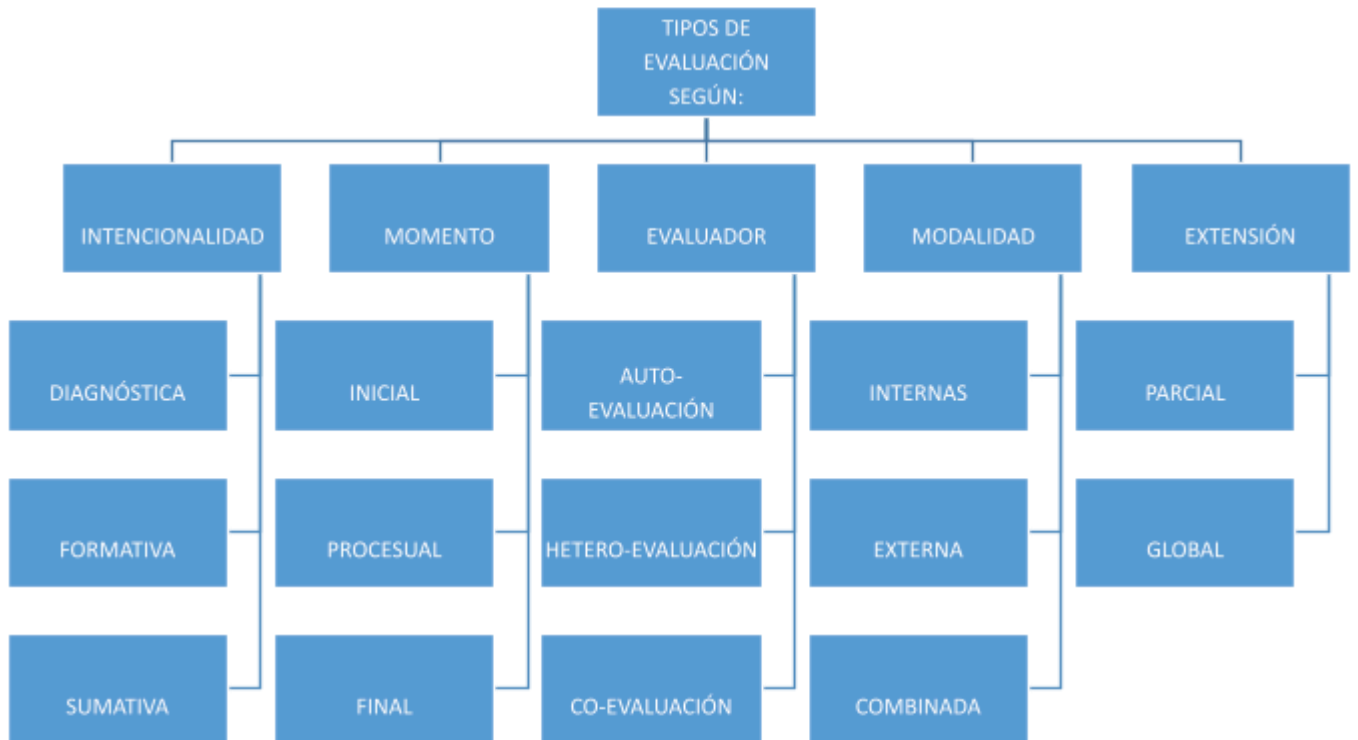 TIPOS DE
EVALUACIÓN
SEGÚN:
INTENCIONALIDAD
MOMENTO
EVALUADOR
MODALIDAD
EXTENSIÓN
DIAGNÓSTICA
INICIAL
AUTO-
EVALUACIÓN
INTERNAS
PARCIAL
FORMATIVA
PROCESUAL
HETERO-EVALUACIÓN
EXTERNA
GLOBAL
SUMATIVA
FINAL
CO-EVALUACIÓN
COMBINADA